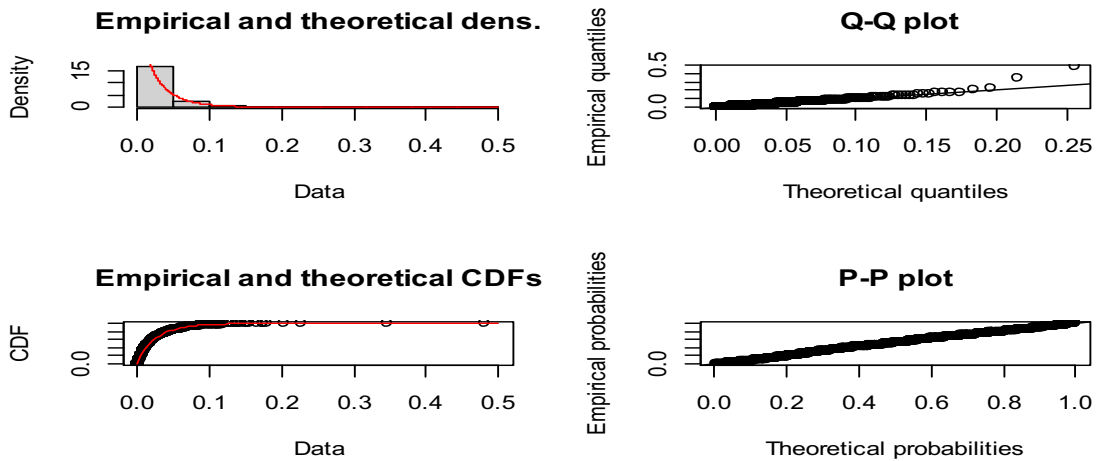 Empirical and theoretical dens.
Density
0
15
0.0 0.1 0.2 0.3 0.4 0.5
Data
Q-Q plot
Empirical quantiles
0.0
0.5
0.00 0.05 0.10 0.15 0.20 0.25
Theoretical quantiles
Empirical and theoretical CDFs
CDF
0.0
0.0 0.1 0.2 0.3 0.4 0.5
Data
P-P plot
Empirical probabilities
0.0
0.0 0.2 0.4 0.6 0.8 1.0
Theoretical probabilities